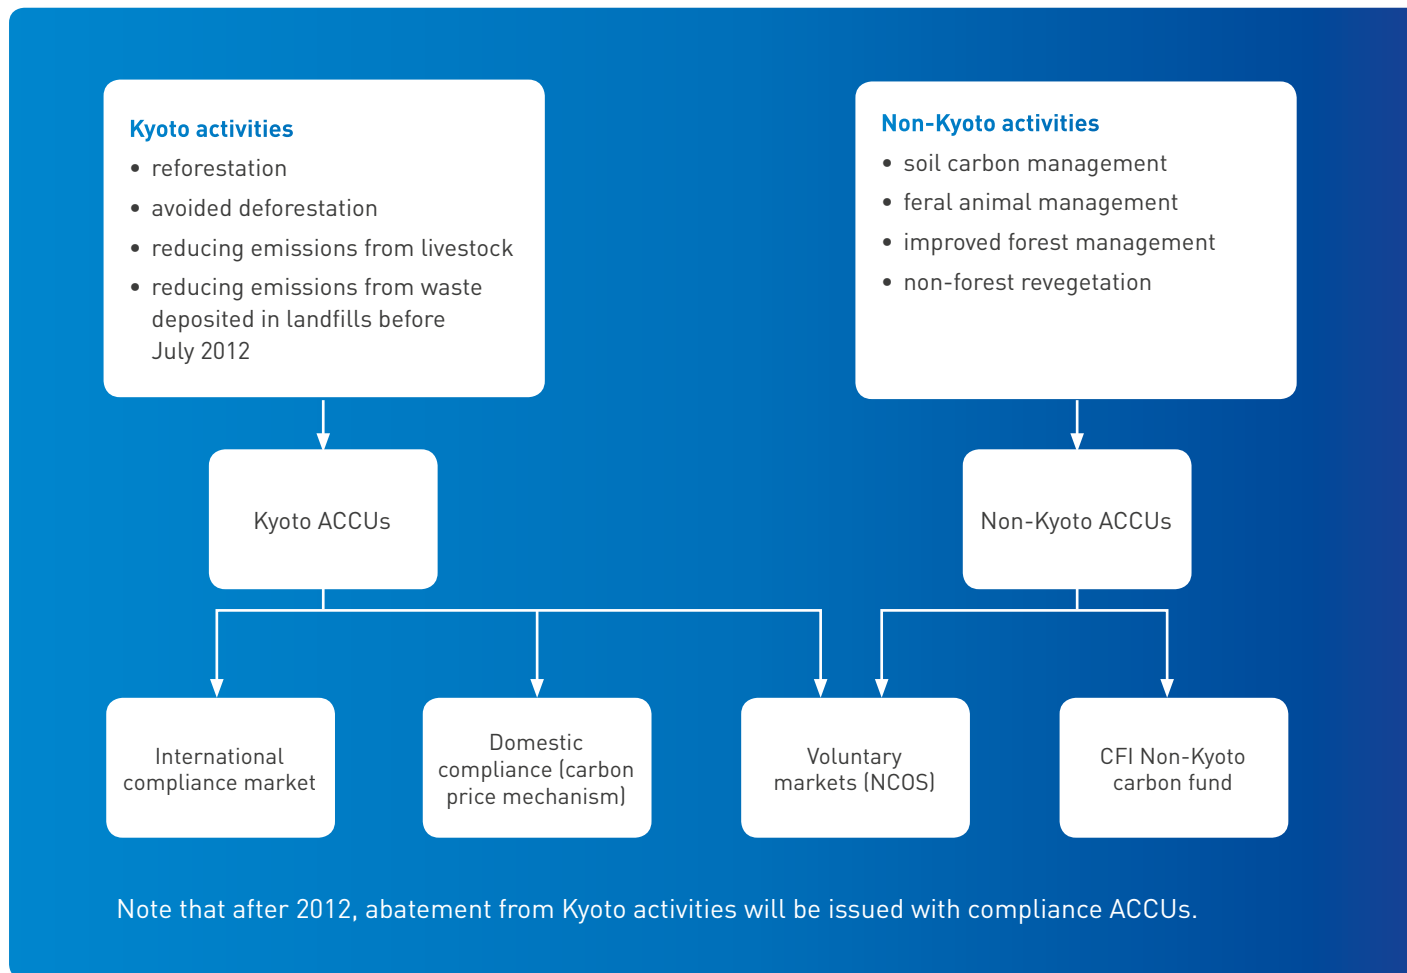 Kyoto activities
• reforestation
• avoided deforestation
• reducing emissions from livestock
• reducing emissions from waste
deposited in landfills before
July 2012
Non-Kyoto activities
• soil carbon management
• feral animal management
• improved forest management
• non-forest revegetation
Kyoto ACCUs
Non-Kyoto ACCUs
International
compliance market
Domestic
compliance (carbon
price mechanism)
Voluntary
markets (NCOS)
CFI Non-Kyoto
carbon fund
Note that after 2012, abatement from Kyoto activities will be issued with compliance ACCUs.